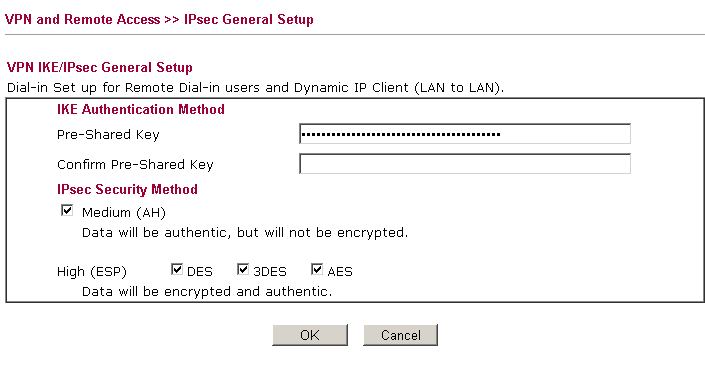 VPN and Remote Access >> IPsec General Setup
VPN IKE/IPsec General Setup
Dial-in Set up for Remote Dial-in users and Dynamic IP Client (LAN to LAN).
IKE Authentication Method
Pre-Shared Key
Confirm Pre-Shared Key
IPsec Security Method
Medium (AH)
Data will be authentic, but will not be encrypted.
High (ESP) DES 3DES AES
Data will be encrypted and authentic.
OK Cancel